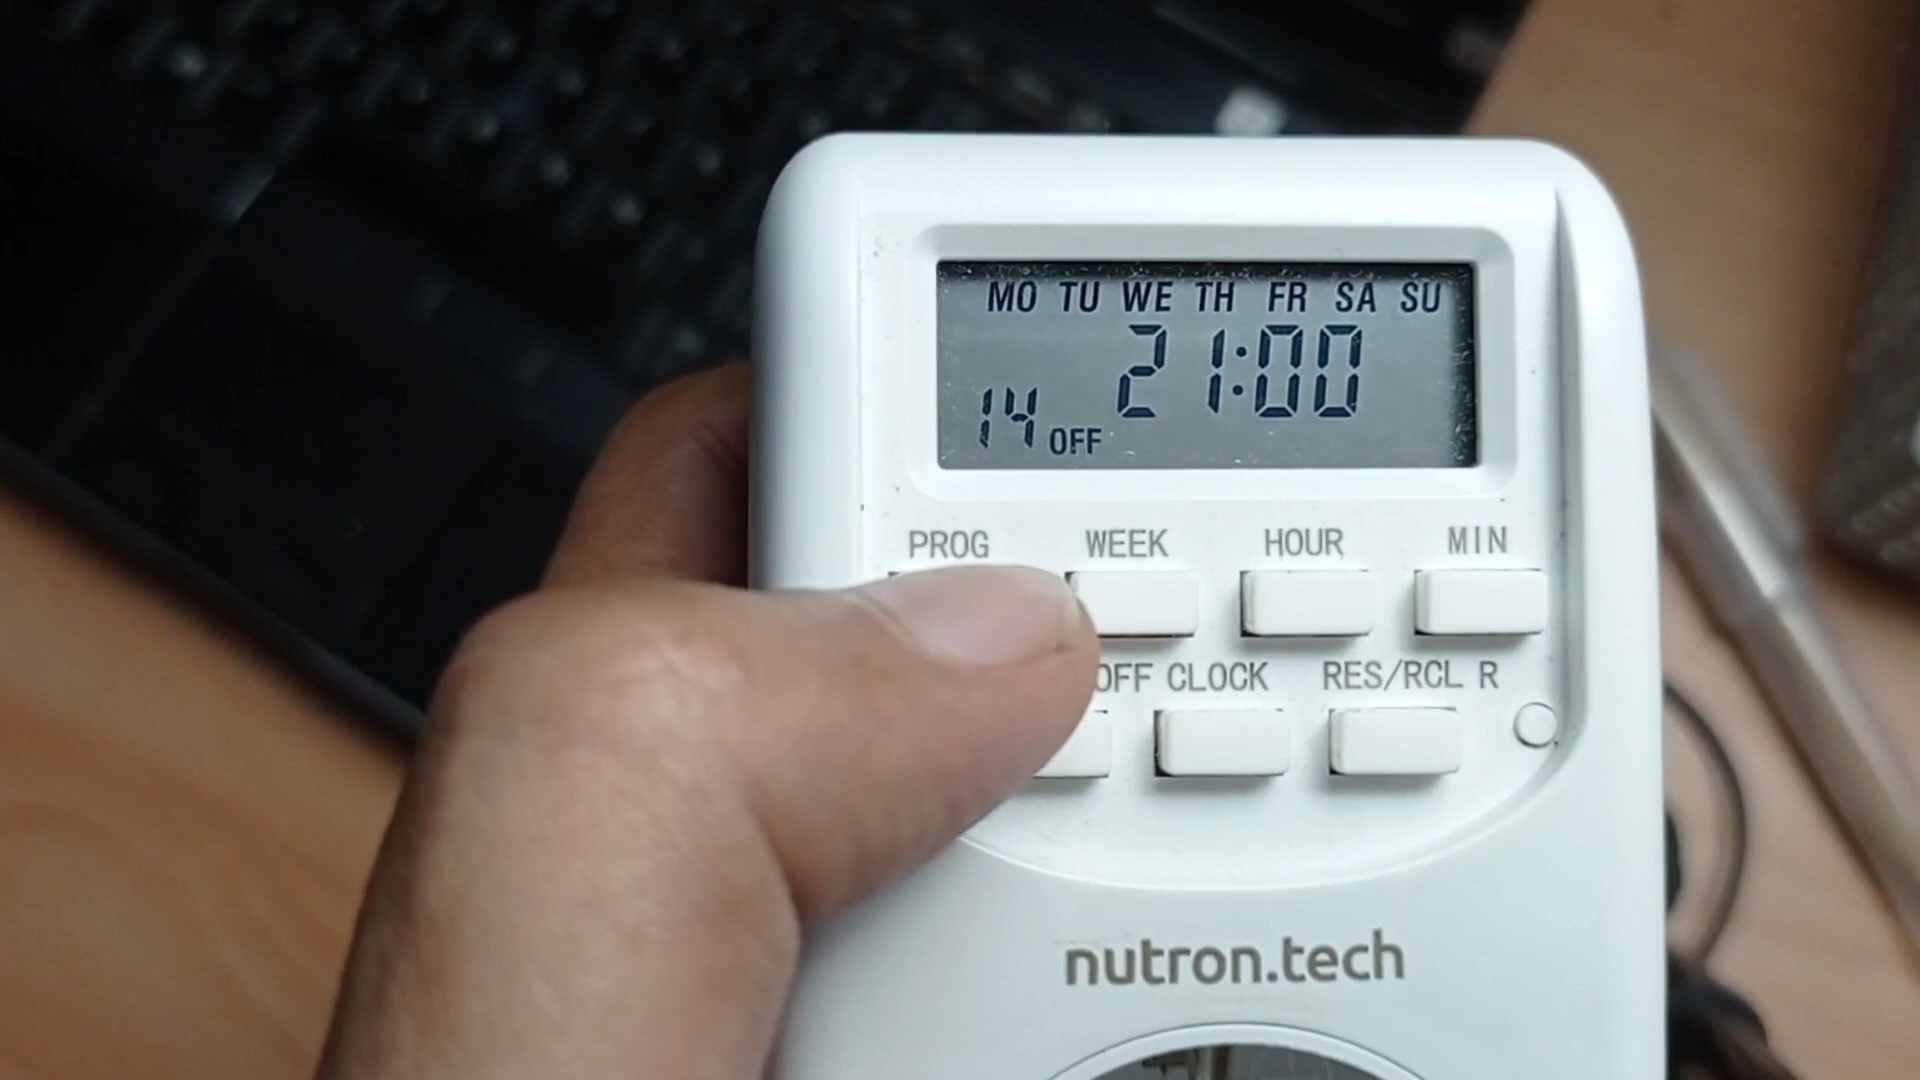 MO TU WE TH FR SA SU
21:00
14 OFF
PROG WEEK HOUR MIN
OFF CLOCK RES/RCL R
nutron.tech